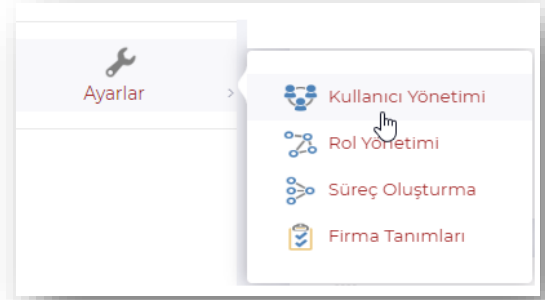 Ayarlar
Kullanıcı Yönetimi
Rol Yönetimi
Süreç Oluşturma
Firma Tanımları